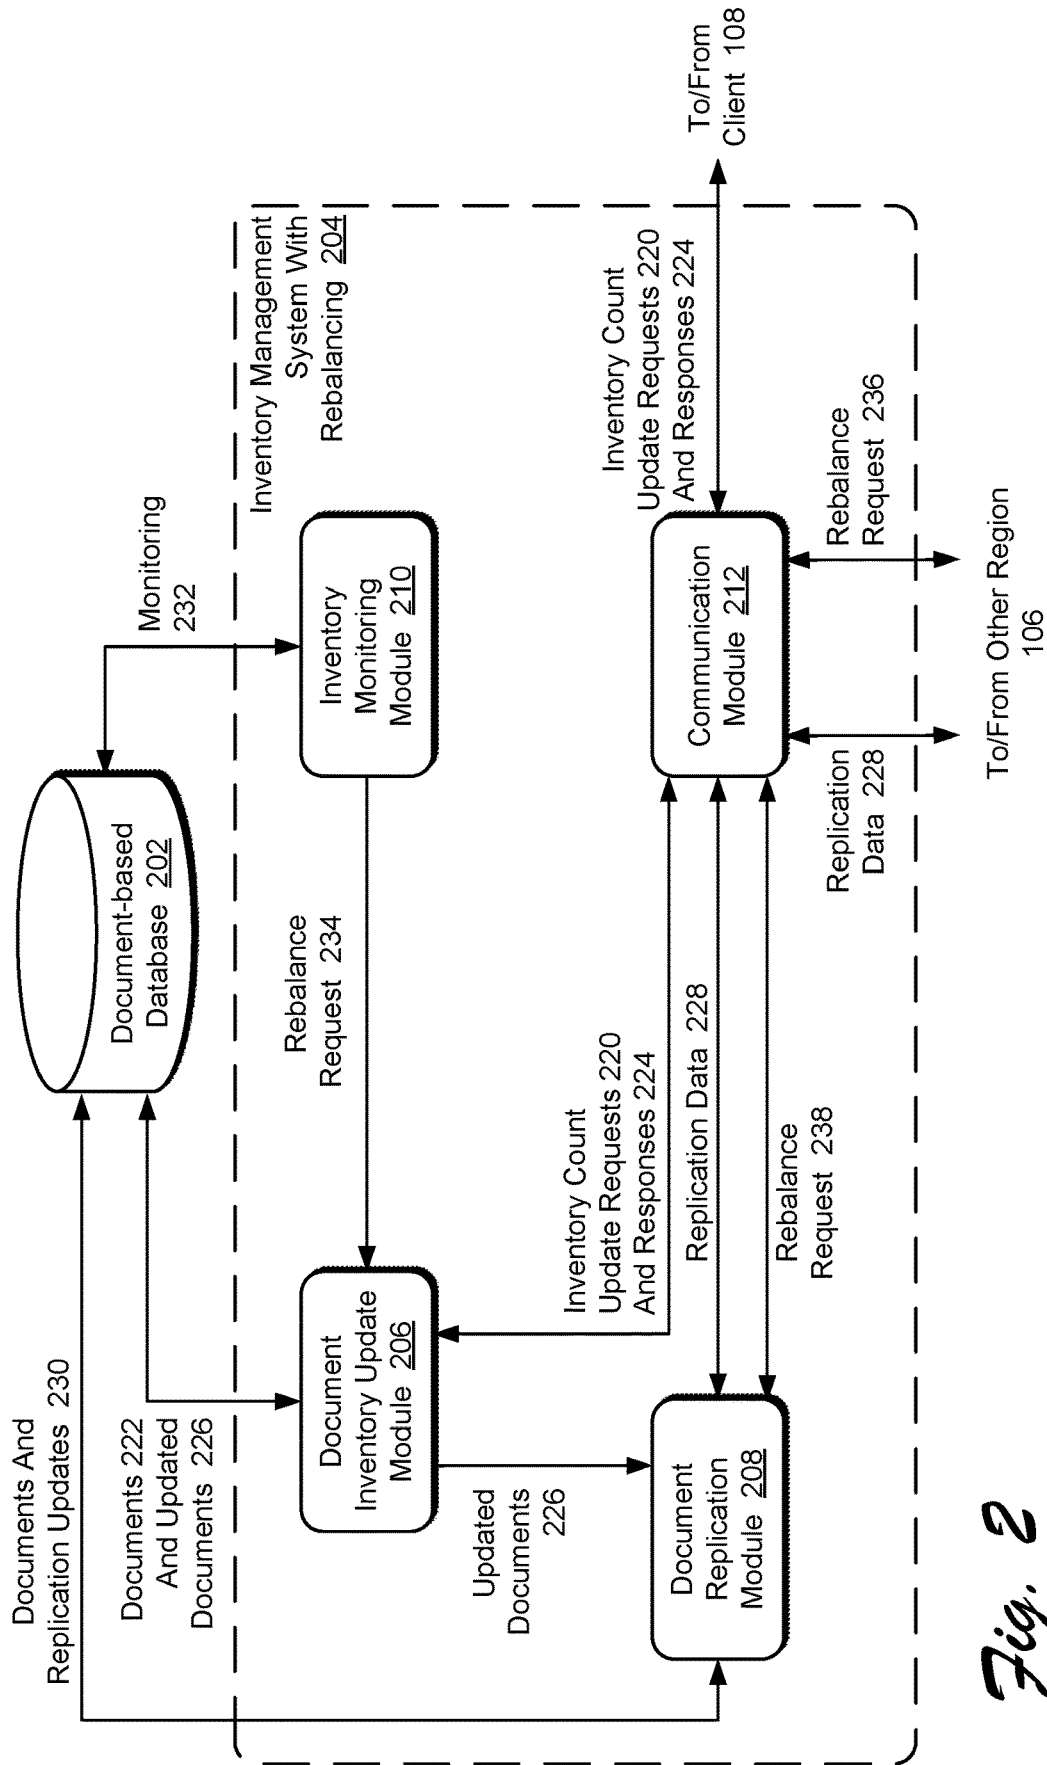 Documents And
Replication Updates 230
Documents 222
And Updated
Documents 226
Document-based
Database 202
Monitoring
232
Inventory Management
System With
Rebalancing 204
Document
Inventory Update
Module 206
Rebalance
Request 234
Inventory
Monitoring
Module 210
Updated
Documents
226
Inventory Count
Update Requests 220
And Responses 224
Inventory Count
Update Requests 220
And Responses 224
To/From
Client 108
Document
Replication
Module 208
Replication Data 228
Rebalance
Request 238
Communication
Module 212
Replication
Data 228
Rebalance
Request 236
To/From Other Region
106
Fig. 2